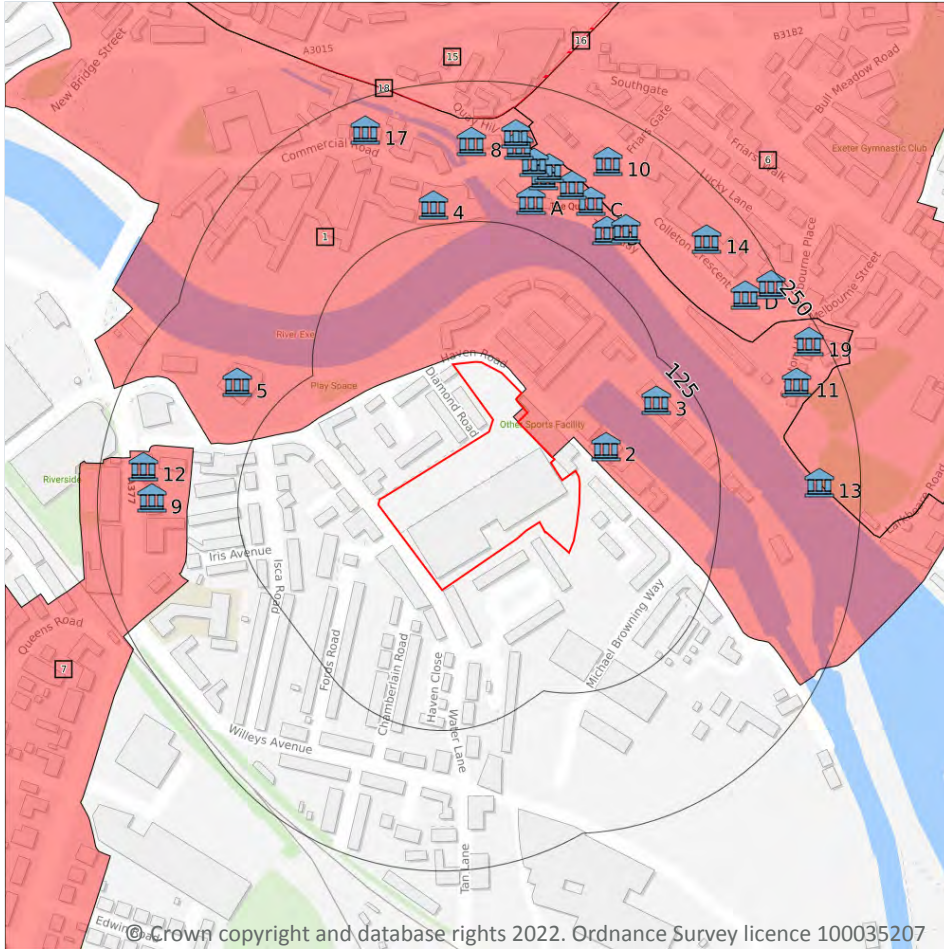 New Bridge Street
A3015
15
16
B3182
Bull Meadow Road
Southgate
18
Quay Hill
Friars Gate
17
Commercial Road
8
10
Friars Walk
6
Exeter Gymnastic Club
Lucky Lane
4
A
The Qu
C
1
Colleton Crescent
14
River Exe
D
250
Melbourne Street
19
Haven Road
5
Play Space
Diamond Road
125
3
11
Other Sports Facility
2
12
Riverside
9
13
Larkbeare Road
Iris Avenue
Isca Road
Queens Road
7
Fords Road
Chamberlain Road
Haven Close
Michael Browning Way
Water Lane
Willeys Avenue
Tan Lane
© Crown copyright and database rights 2022. Ordnance Survey licence 100035207